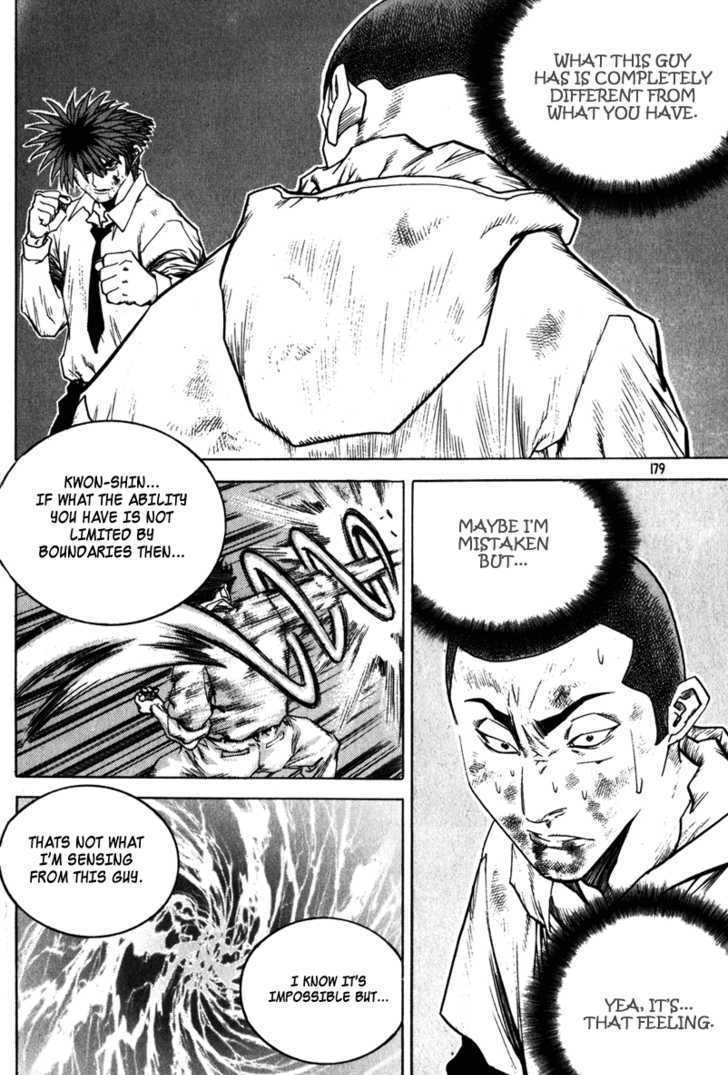 WHAT THIS GUY
HAS IS COMPLETELY
DIFFERENT FROM
WHAT YOU HAVE.
179
KWON-SHIN...
IF WHAT THE ABILITY
YOU HAVE IS NOT
LIMITED BY
BOUNDARIES THEN...
MAYBE I'M
MISTAKEN
BUT...
THATS NOT WHAT
I'M SENSING
FROM THIS GUY.
I KNOW IT'S
IMPOSSIBLE BUT...
YEA, IT'S...
THAT FEELING.